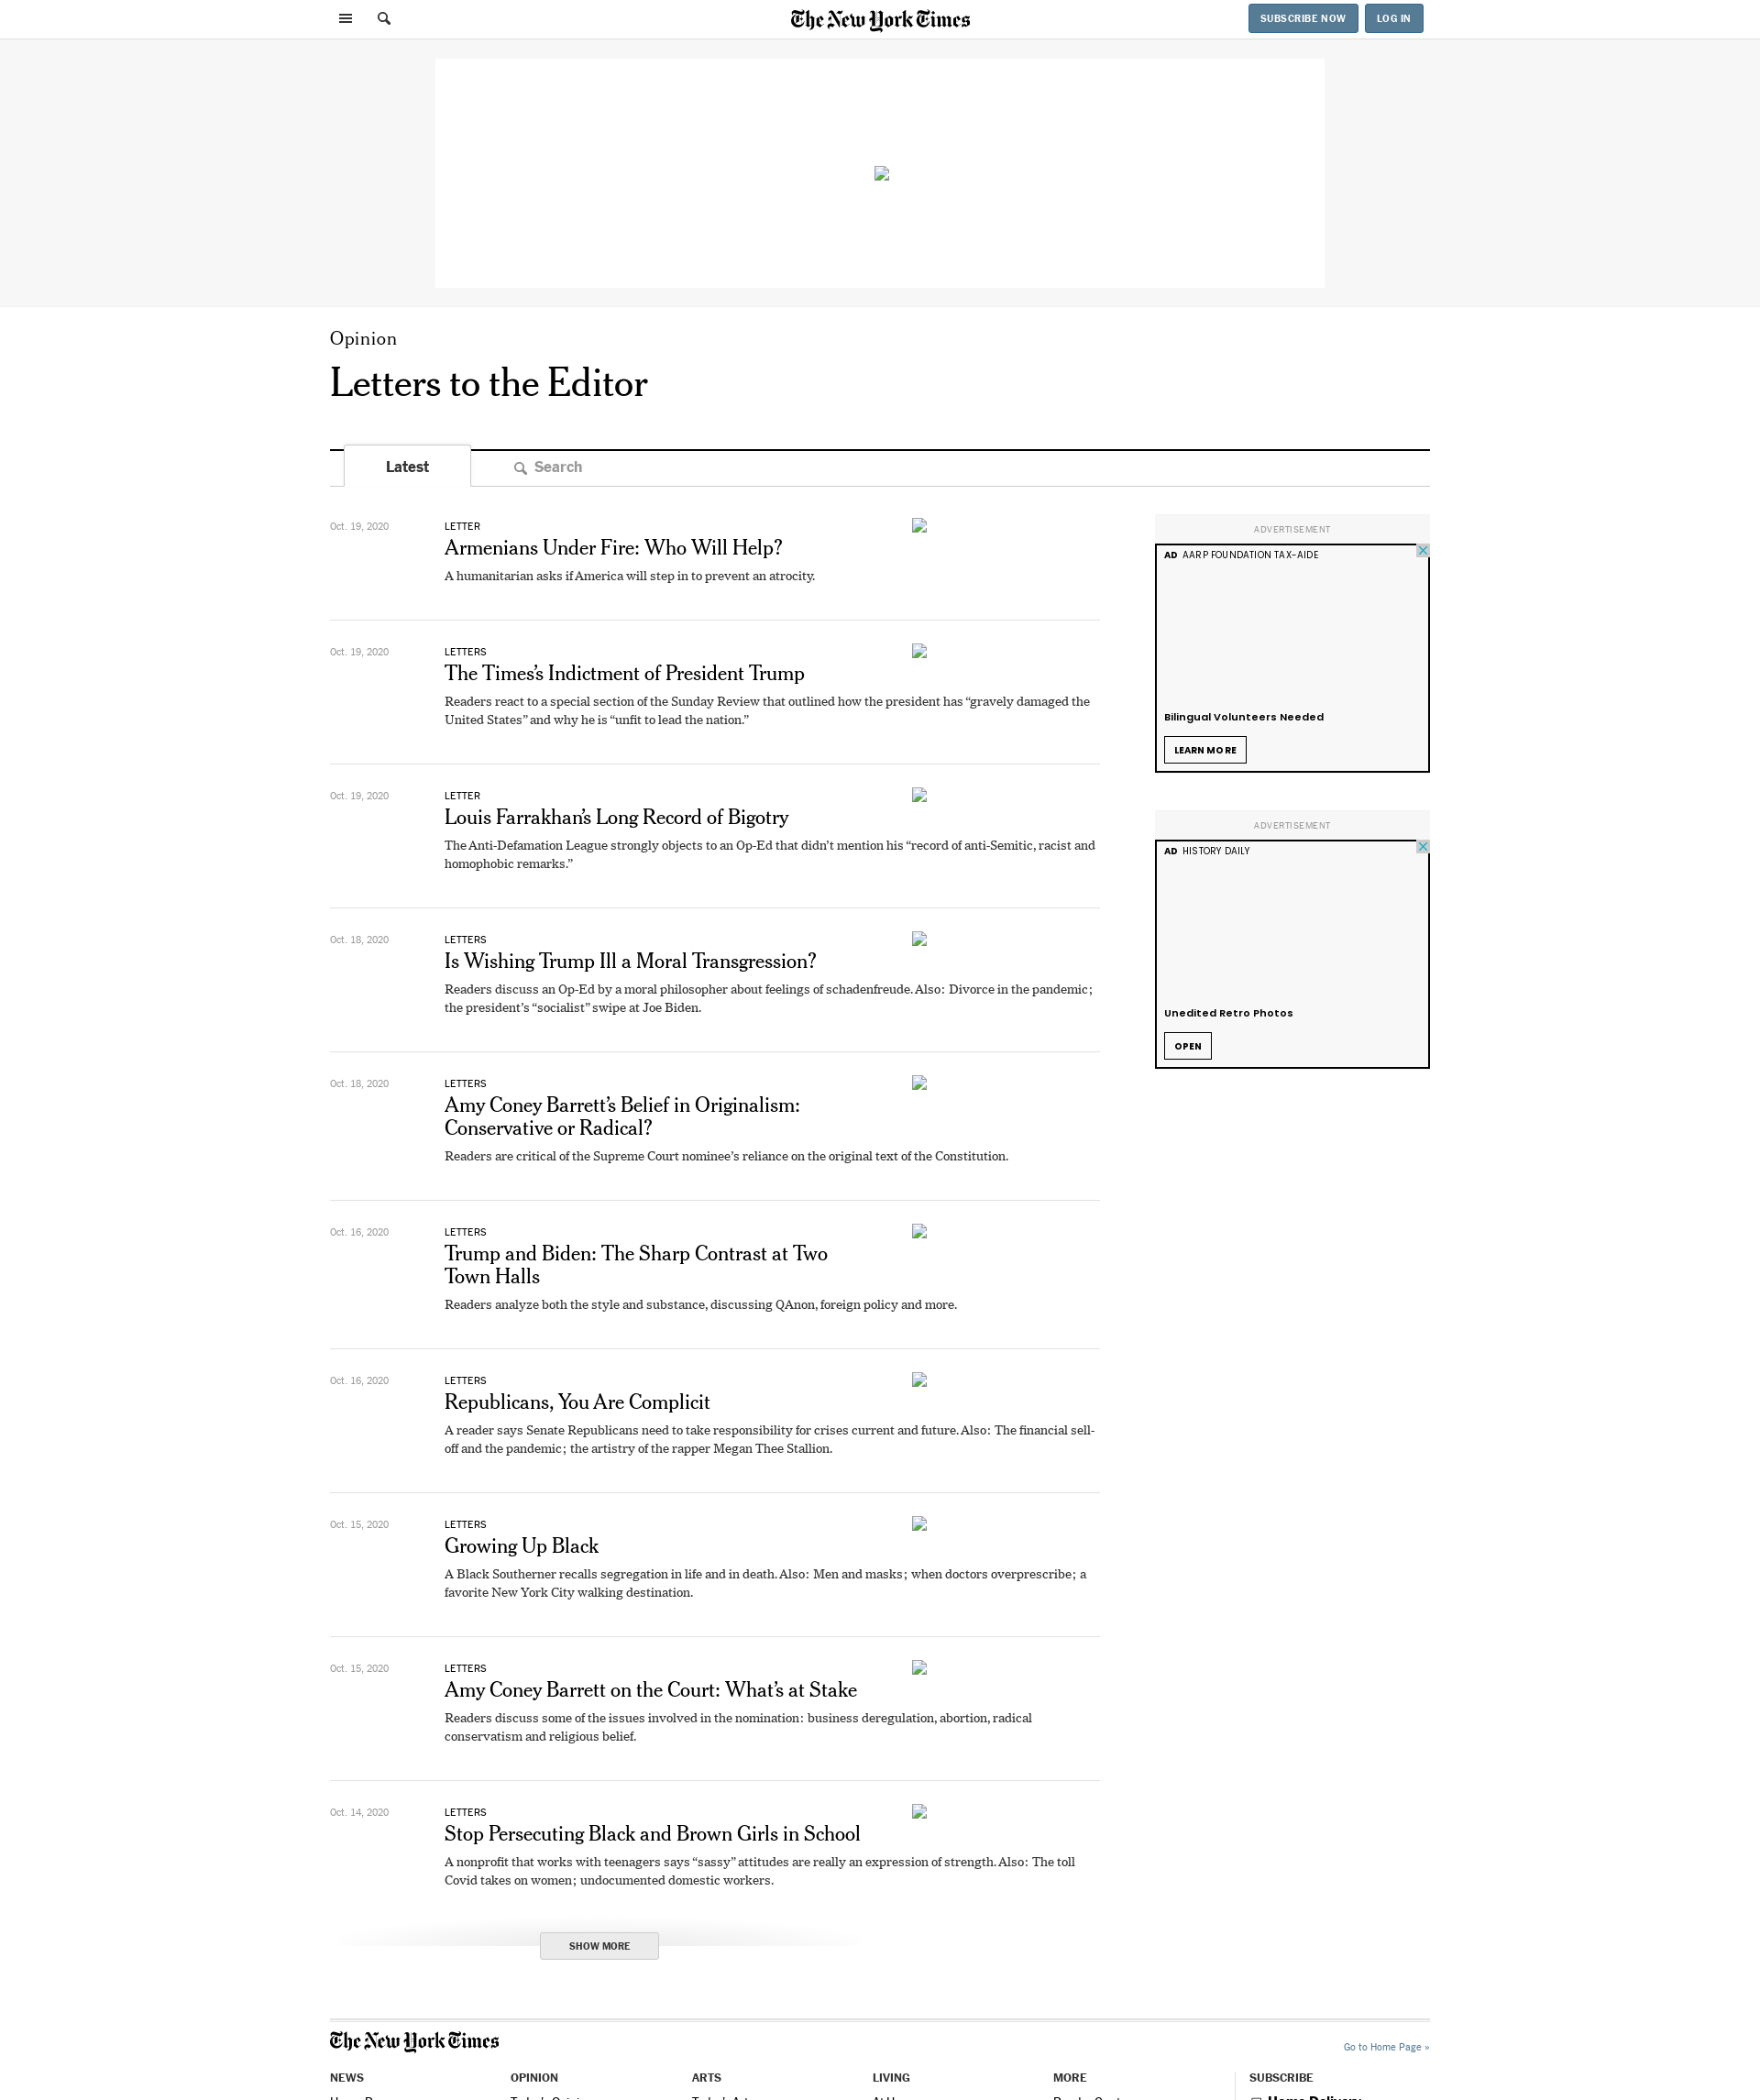 The New York Times
SUBSCRIBE NOW
LOG IN
Opinion
Letters to the Editor
Latest
Search
Oct. 19, 2020
LETTER
Armenians Under Fire: Who Will Help?
A humanitarian asks if America will step in to prevent an atrocity.
Oct. 19, 2020
LETTERS
The Times’s Indictment of President Trump
Readers react to a special section of the Sunday Review that outlined how the president has “gravely damaged the
United States” and why he is “unfit to lead the nation.”
Oct. 19, 2020
LETTER
Louis Farrakhan’s Long Record of Bigotry
The Anti-Defamation League strongly objects to an Op-Ed that didn’t mention his “record of anti-Semitic, racist and
homophobic remarks.”
Oct. 18, 2020
LETTERS
Is Wishing Trump Ill a Moral Transgression?
Readers discuss an Op-Ed by a moral philosopher about feelings of schadenfreude. Also: Divorce in the pandemic;
the president’s “socialist” swipe at Joe Biden.
Oct. 18, 2020
LETTERS
Amy Coney Barrett’s Belief in Originalism:
Conservative or Radical?
Readers are critical of the Supreme Court nominee’s reliance on the original text of the Constitution.
Oct. 16, 2020
LETTERS
Trump and Biden: The Sharp Contrast at Two
Town Halls
Readers analyze both the style and substance, discussing QAnon, foreign policy and more.
Oct. 16, 2020
LETTERS
Republicans, You Are Complicit
A reader says Senate Republicans need to take responsibility for crises current and future. Also: The financial sell-
off and the pandemic; the artistry of the rapper Megan Thee Stallion.
Oct. 15, 2020
LETTERS
Growing Up Black
A Black Southerner recalls segregation in life and in death. Also: Men and masks; when doctors overprescribe; a
favorite New York City walking destination.
Oct. 15, 2020
LETTERS
Amy Coney Barrett on the Court: What’s at Stake
Readers discuss some of the issues involved in the nomination: business deregulation, abortion, radical
conservatism and religious belief.
Oct. 14, 2020
LETTERS
Stop Persecuting Black and Brown Girls in School
A nonprofit that works with teenagers says “sassy” attitudes are really an expression of strength. Also: The toll
Covid takes on women; undocumented domestic workers.
SHOW MORE
ADVERTISEMENT
AD AARP FOUNDATION TAX-AIDE
Bilingual Volunteers Needed
LEARN MORE
ADVERTISEMENT
AD HISTORY DAILY
Unedited Retro Photos
OPEN
The New York Times
Go to Home Page »
NEWS
OPINION
ARTS
LIVING
MORE
SUBSCRIBE
Home Delivery